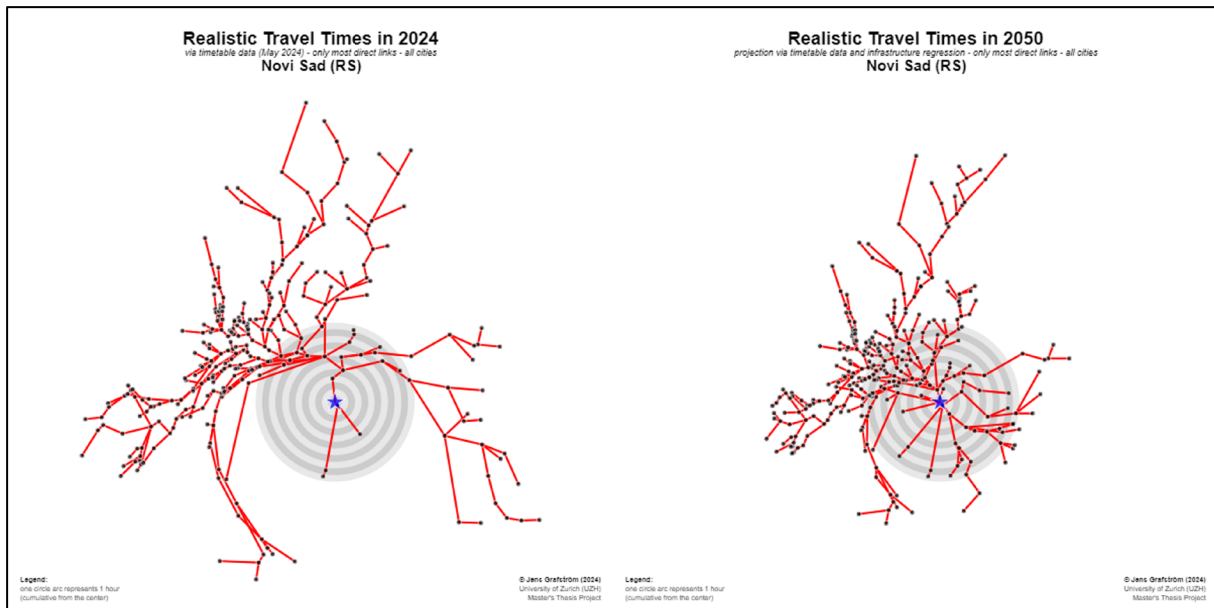 Realistic Travel Times in 2024
via timetable data (May 2024) - only most direct links - all cities
Novi Sad (RS)
Legend:
one circle arc represents 1 hour
(cumulative from the center)
© Jens Grafström (2024)
University of Zurich (UZH)
Master's Thesis Project
Realistic Travel Times in 2050
projection via timetable data and infrastructure regression - only most direct links - all cities
Novi Sad (RS)
Legend:
one circle arc represents 1 hour
(cumulative from the center)
© Jens Grafström (2024)
University of Zurich (UZH)
Master's Thesis Project